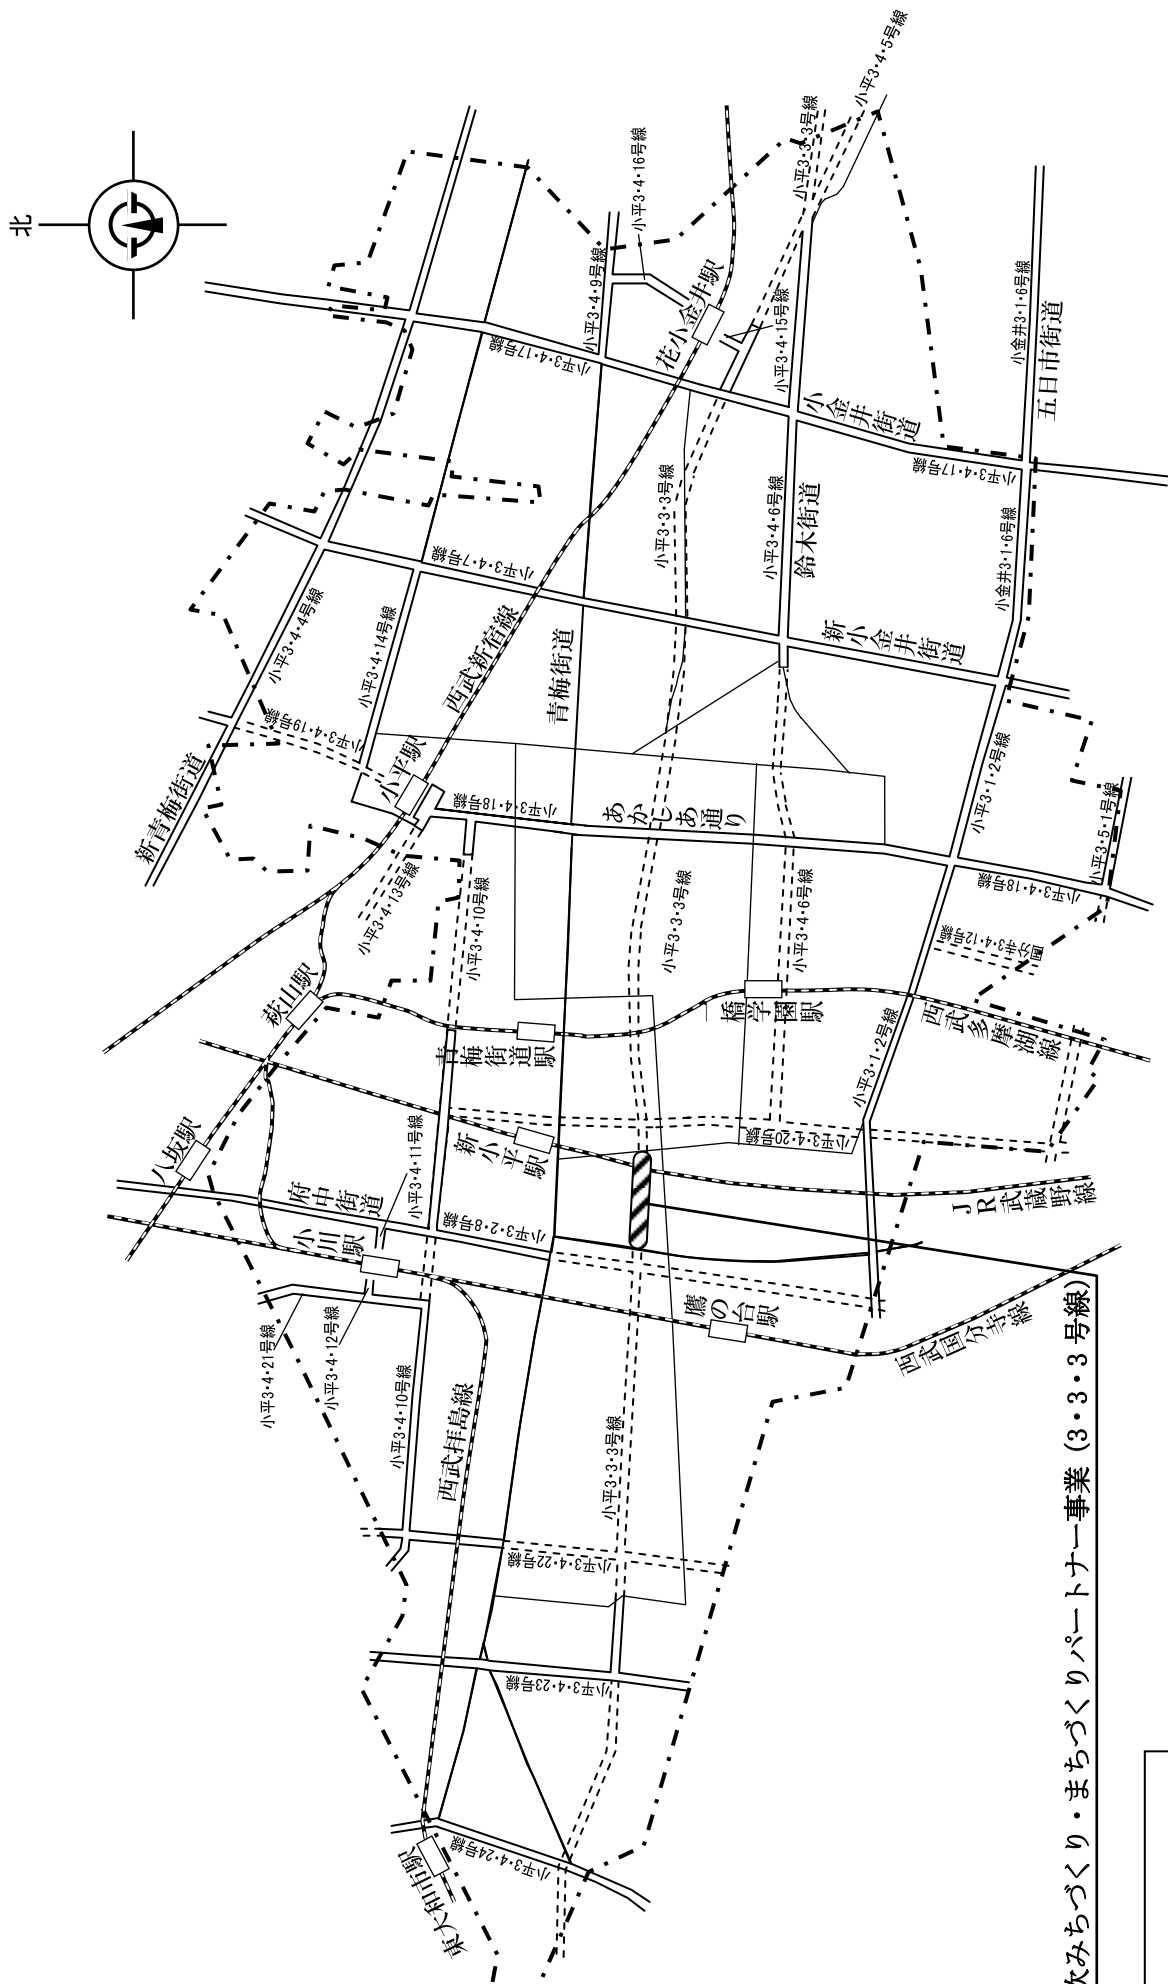 北
小平3・4・5号線
小平3・3・3号線
小平3・4・16号線
小平3・4・9号線
花小金井駅
小平3・4・15号線
小平3・4・17号線
小金井街道
小平3・4・17号線
小金井3・1・6号線
五日市街道
小平3・3・3号線
小平3・4・6号線
鈴木街道
小金井3・1・6号線
小平3・4・7号線
新小金井街道
小平3・4・4号線
小平3・4・14号線
西武新宿線
青梅街道
小平3・4・19号線
新青梅街道
小平駅
小平3・4・18号線
あかしあ通り
小平3・1・2号線
小平3・5・1号線
小平3・4・18号線
小平3・4・13号線
小平3・4・10号線
小平3・3・3号線
小平3・4・6号線
国分寺3・4・12号線
萩山駅
青梅街道駅
一橋学園駅
西武多摩湖線
小平3・1・2号線
八坂駅
府中街道
小平3・4・11号線
新小平駅
小平3・4・20号線
JR武蔵野線
小川駅
小平3・2・8号線
鷹の台駅
西武国分寺線
小平3・4・21号線
小平3・4・12号線
小平3・4・10号線
西武拝島線
小平3・3・3号線
小平3・4・22号線
小平3・4・23号線
東大和市駅
小平3・4・24号線
次みちづくり・まちづくりパートナー事業(3・3・3号線)